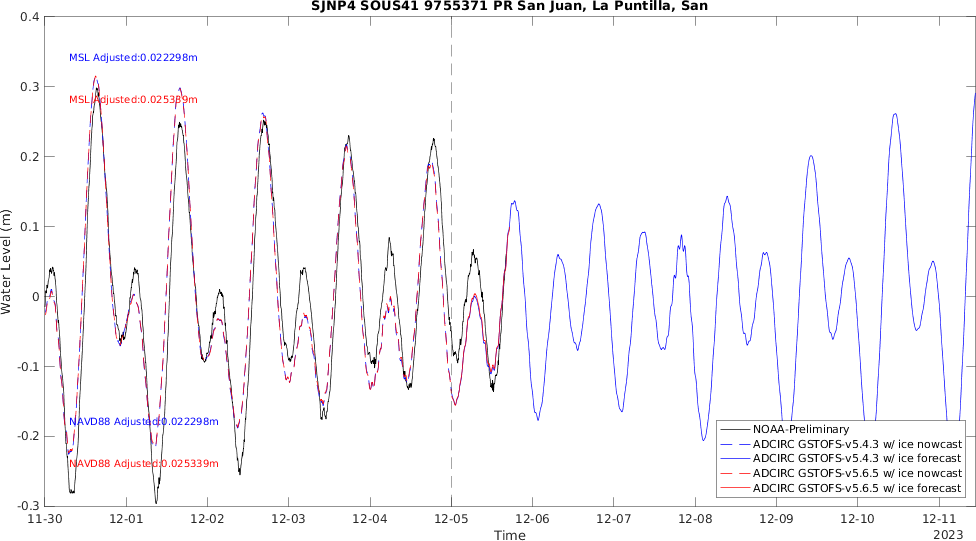 SJNP4 SOUS41 9755371 PR San Juan, La Puntilla, San
0.4
0.3
0.2
0.1
0
-0.1
-0.2
-0.3
Water Level (m)
MSL Adjusted:0.022298m
MSL Adjusted:0.025339m
NAVD88 Adjusted:0.022298m
NAVD88 Adjusted:0.025339m
NOAA-Preliminary
ADCIRC GSTOFS-v5.4.3 w/ ice nowcast
ADCIRC GSTOFS-v5.4.3 w/ ice forecast
ADCIRC GSTOFS-v5.6.5 w/ ice nowcast
ADCIRC GSTOFS-v5.6.5 w/ ice forecast
11-30 12-01 12-02 12-03 12-04 12-05 12-06 12-07 12-08 12-09 12-10 12-11
Time
2023